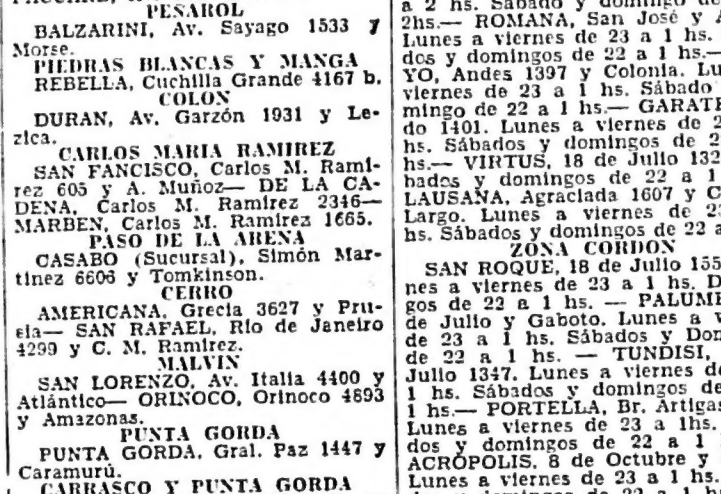 PEÑAROL
BALZARINI, Av. Sayago 1533 y
Morse.
PIEDRAS BLANCAS Y MANGA
REBELLA, Cuchilla Grande 4167 b.
COLON
DURAN, Av. Garzón 1931 y Le-
zica.
CARLOS MARIA RAMIREZ
SAN FANCISCO, Carlos M. Rami-
rez 605 y A. Muñoz— DE LA CA-
DENA, Carlos M. Ramírez 2346—
MARBEN, Carlos M. Ramírez 1665.
PASO DE LA ARENA
CASABO (Sucursal), Simón Mar-
tínez 6606 y Tomkinson.
CERRO
AMERICANA, Grecia 3627 y Pru-
sia— SAN RAFAEL, Río de Janeiro
4299 y C. M. Ramírez.
MALVIN
SAN LORENZO, Av. Italia 4400 y
Atlántico— ORINOCO, Orinoco 4893
y Amazonas.
PUNTA GORDA
PUNTA GORDA, Gral. Paz 1447 y
Caramurú.
CARRASCO Y PUNTA GORDA
a 2 hs. Sábado y domingo de
2hs.— ROMANA, San José y
Lunes a viernes de 23 a 1 hs.
dos y domingos de 22 a 1 hs.—
YO, Andes 1397 y Colonia. Lu
viernes de 23 a 1 hs. Sábado
mingo de 22 a 1 hs.— GARATE
do 1401. Lunes a viernes de 2
hs. Sábados y domingos de 2
hs.— VIRTUS, 18 de Julio 132
bados y domingos de 22 a 1
LAUSANA, Agraciada 1607 y C
Largo. Lunes a viernes de 2
hs. Sábados y domingos de 22 a
ZONA CORDON
SAN ROQUE, 18 de Julio 155
nes a viernes de 23 a 1 hs. D
gos de 22 a 1 hs. — PALUME
de Julio y Gaboto. Lunes a v
de 23 a 1 hs. Sábados y Dom
de 22 a 1 hs. — TUNDISI,
Julio 1347. Lunes a viernes de
1 hs. Sábados y domingos de
1 hs.— PORTELLA, Br. Artigas
Lunes a viernes de 23 a 1hs.
dos y domingos de 22 a 1
ACROPOLIS, 8 de Octubre y
Lunes a viernes de 23 a 1 hs.